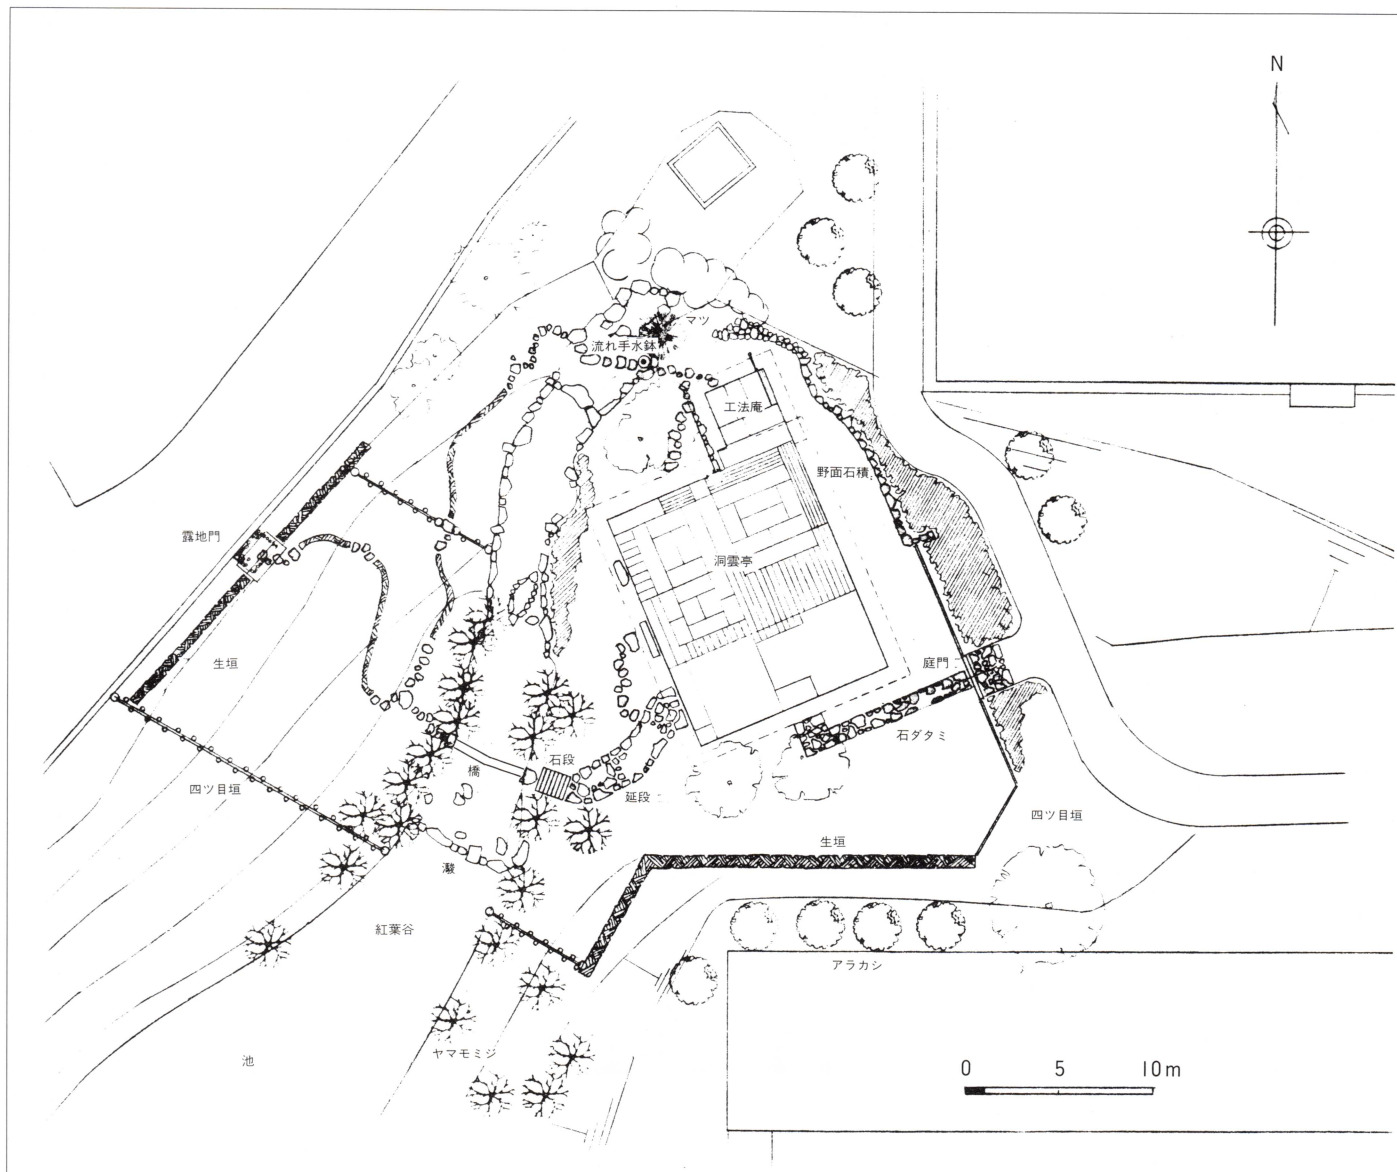 N
マツ
流れ手水鉢
工法庵
野面石積
露地門
洞雲亭
生垣
庭門
石ダタミ
石段
橋
四ツ目垣
延段
四ツ目垣
生垣
紅葉谷
アラカシ
ヤマモミジ
池
0 5 10m